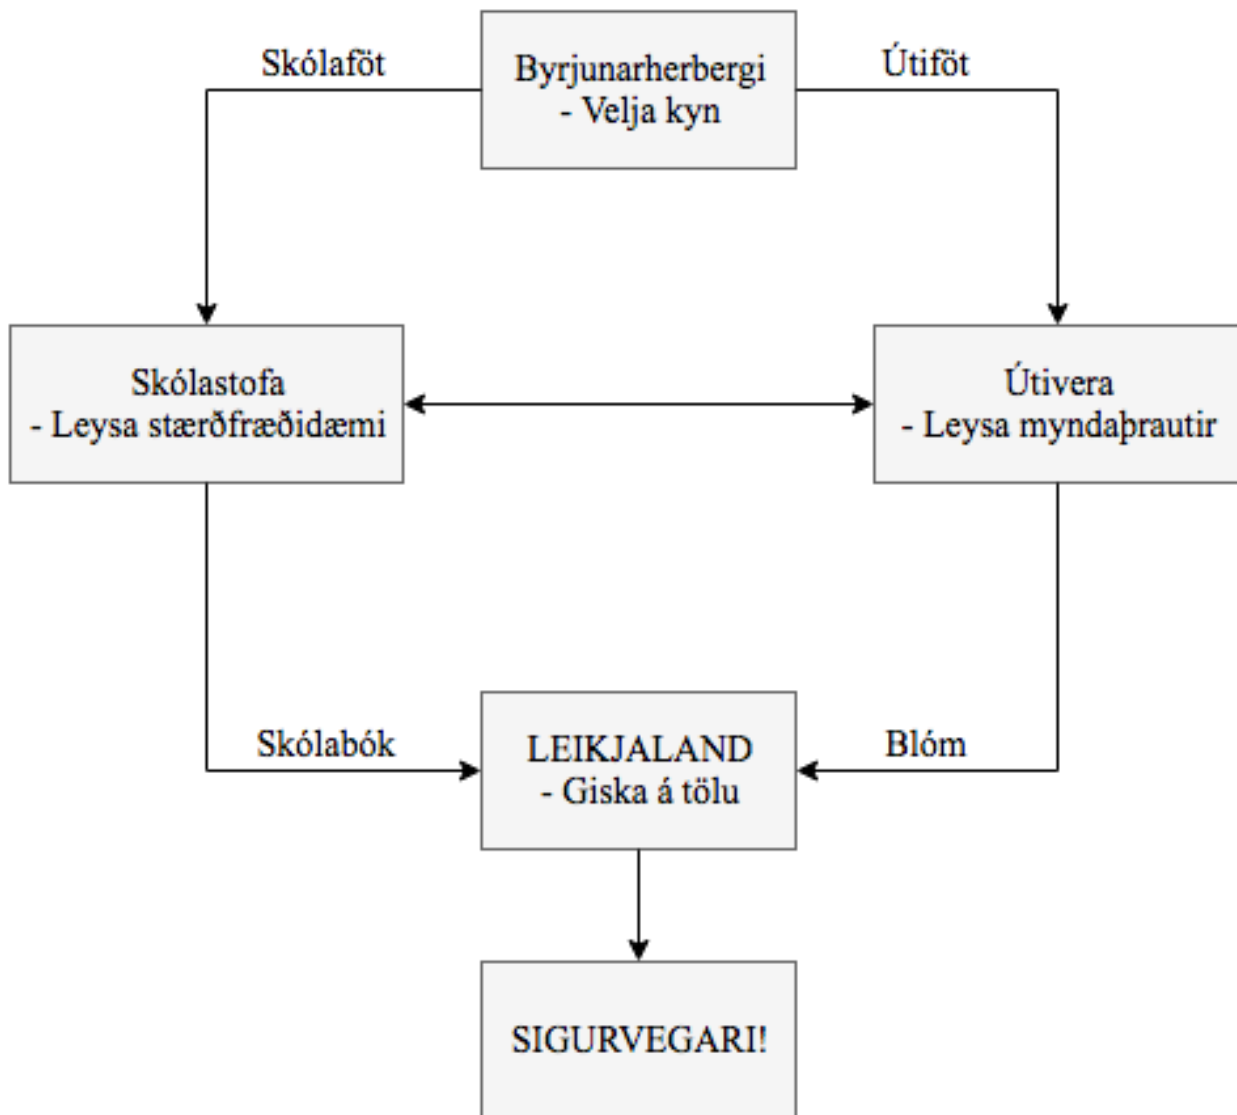 Skólaföt
Byrjunarherbergi
- Velja kyn
Útiföt
Skólastofa
- Leysa stærðfræðidæmi
Útivera
- Leysa myndaþrautir
Skólabók
LEIKJALAND
- Giska á tölu
Blóm
SIGURVEGARI!